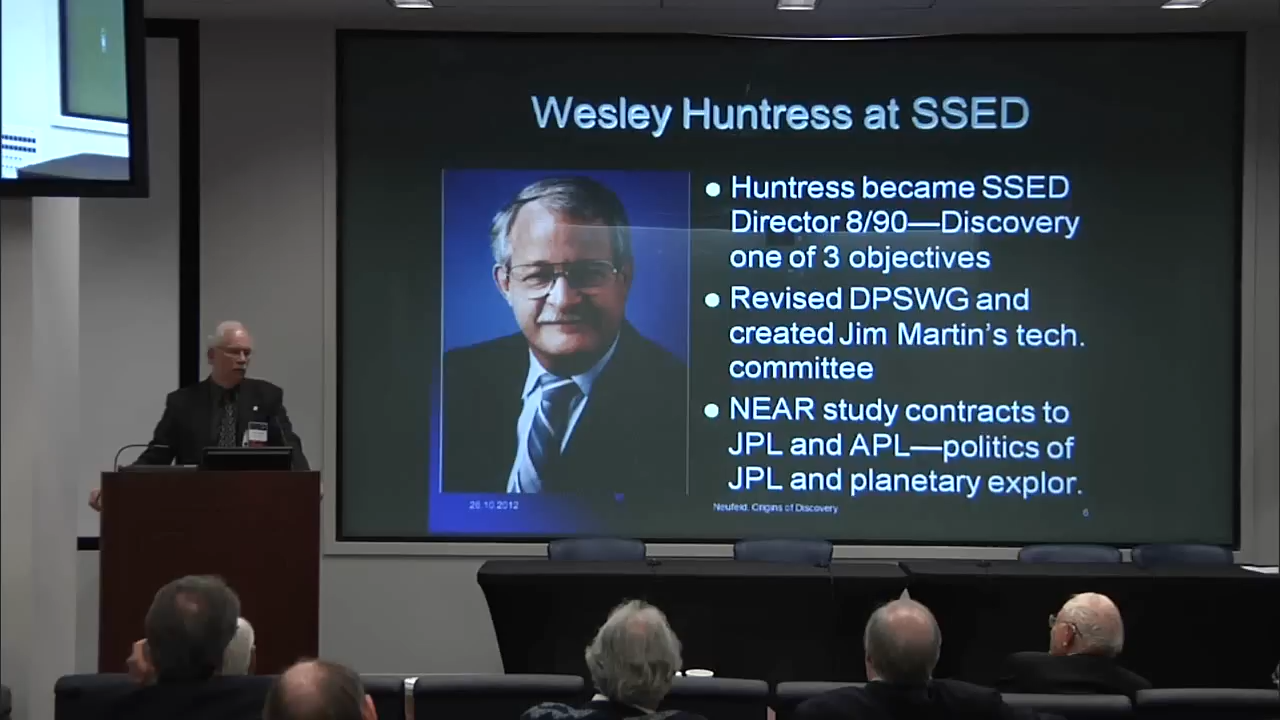 Wesley Huntress at SSED
● Huntress became SSED
Director 8/90—Discovery
one of 3 objectives
● Revised DPSWG and
created Jim Martin's tech.
committee
● NEAR study contracts to
JPL and APL—politics of
JPL and planetary explor.
26.10.2012
Neufeld, Origins of Discovery
6